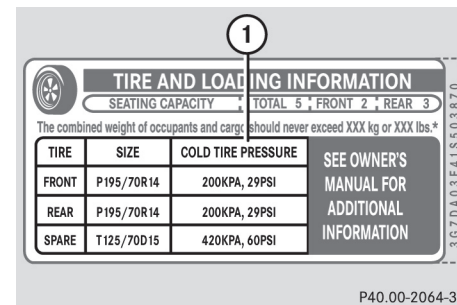 1
TIRE AND LOADING INFORMATION
SEATING CAPACITY TOTAL 5 FRONT 2 REAR 3
The combined weight of occupants and cargo should never exceed XXX kg or XXX lbs.*
TIRE SIZE COLD TIRE PRESSURE
FRONT P195/70R14 200KPA, 29PSI
REAR P195/70R14 200KPA, 29PSI
SPARE T125/70D15 420KPA, 60PSI
SEE OWNER'S
MANUAL FOR
ADDITIONAL
INFORMATION
3G7DA03E41S503870
P40.00-2064-3